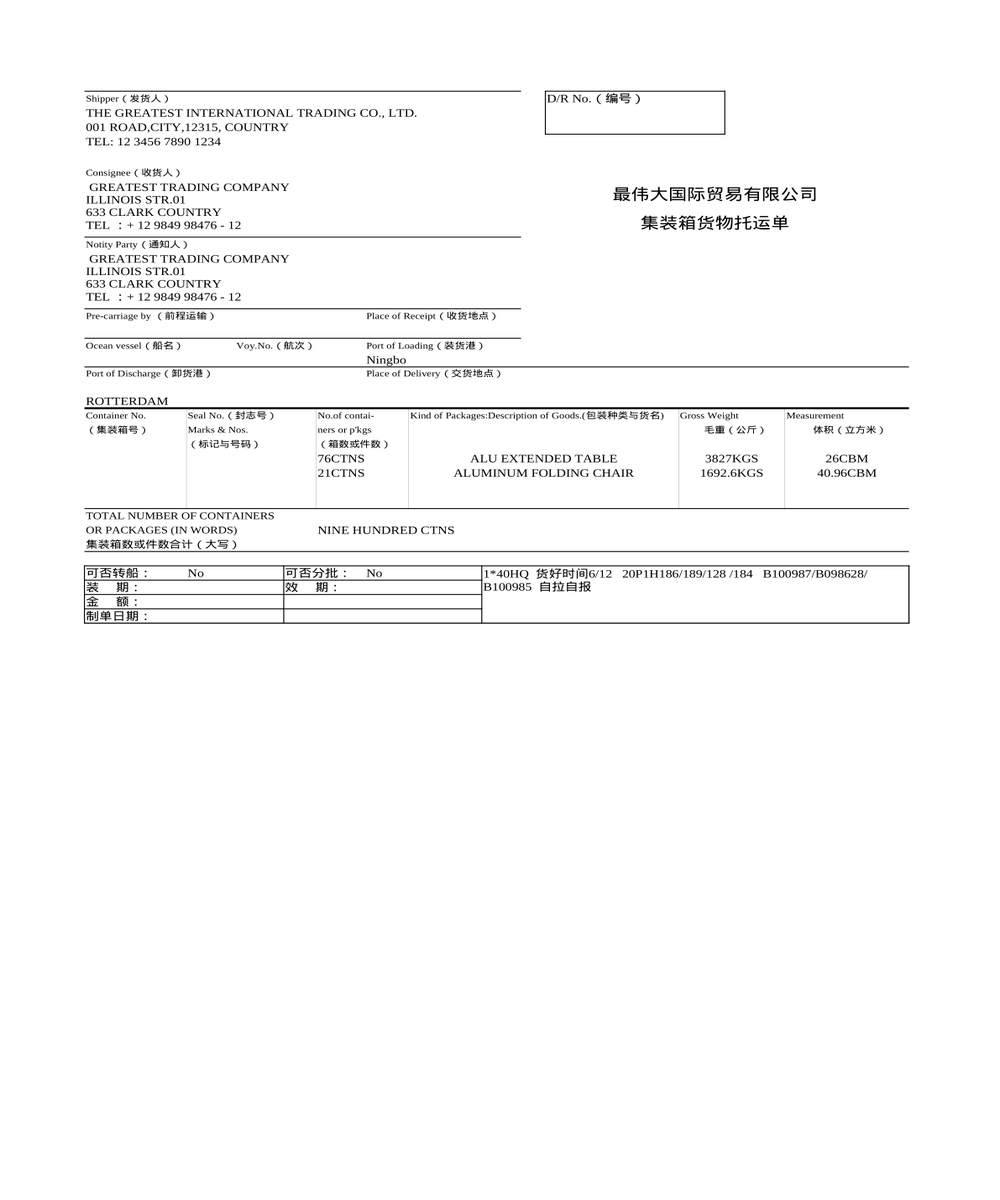 Shipper（发货人）
D/R No.（编号）
THE GREATEST INTERNATIONAL TRADING CO., LTD.
001 ROAD,CITY,12315, COUNTRY
TEL: 12 3456 7890 1234
Consignee（收货人）
GREATEST TRADING COMPANY
ILLINOIS STR.01
633 CLARK COUNTRY
TEL ：+ 12 9849 98476 - 12
最伟大国际贸易有限公司
集装箱货物托运单
Notity Party（通知人）
GREATEST TRADING COMPANY
ILLINOIS STR.01
633 CLARK COUNTRY
TEL ：+ 12 9849 98476 - 12
Pre-carriage by （前程运输） Place of Receipt（收货地点）
Ocean vessel（船名） Voy.No.（航次） Port of Loading（装货港）
Ningbo
Port of Discharge（卸货港） Place of Delivery（交货地点）
ROTTERDAM
Container No. Seal No.（封志号） No.of contai- Kind of Packages:Description of Goods.(包装种类与货名) Gross Weight Measurement
（集装箱号） Marks & Nos. ners or p'kgs 毛重（公斤） 体积（立方米）
（标记与号码） （箱数或件数）
76CTNS ALU EXTENDED TABLE 3827KGS 26CBM
21CTNS ALUMINUM FOLDING CHAIR 1692.6KGS 40.96CBM
TOTAL NUMBER OF CONTAINERS
OR PACKAGES (IN WORDS) NINE HUNDRED CTNS
集装箱数或件数合计（大写）
可否转船： No 可否分批： No 1*40HQ 货好时间6/12 20P1H186/189/128 /184 B100987/B098628/
装 期： 效 期： B100985 自拉自报
金 额：
制单日期：